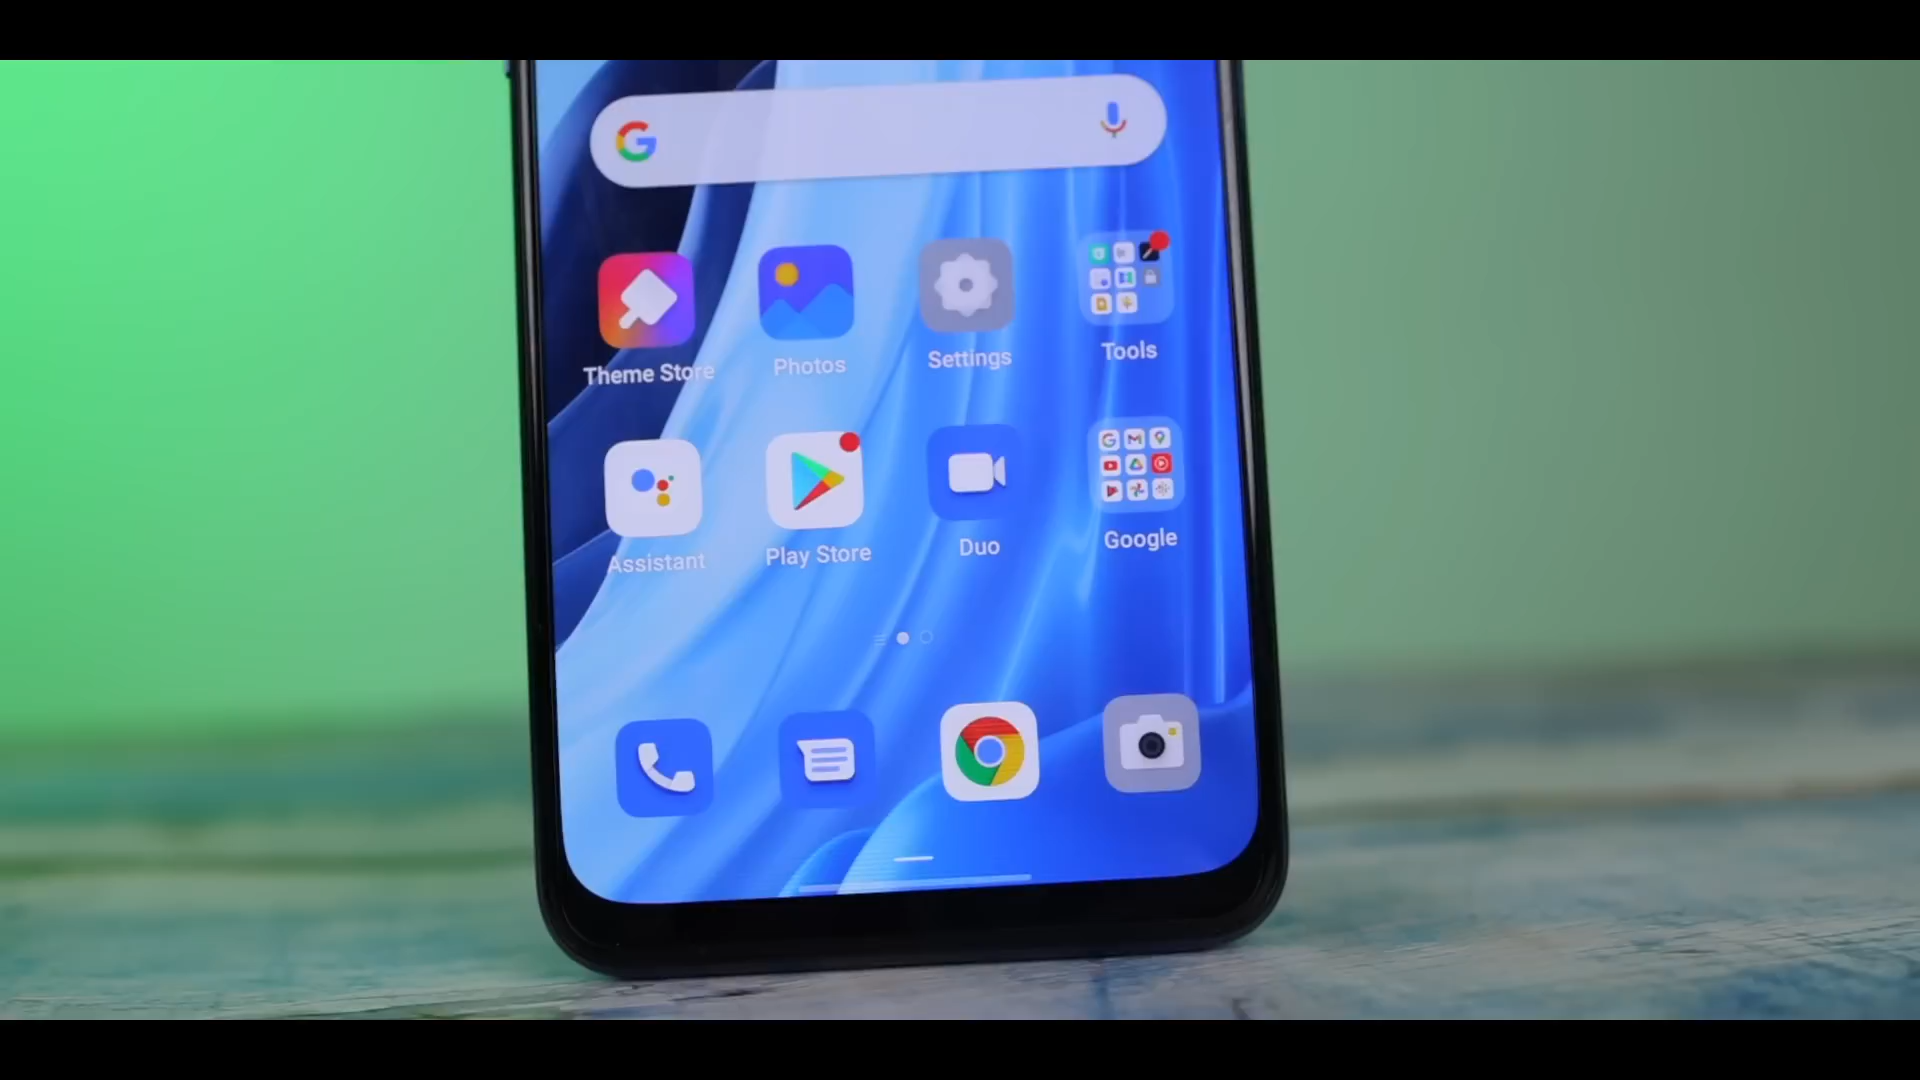 Theme Store
Photos
Settings
Tools
Assistant
Play Store
Duo
Google